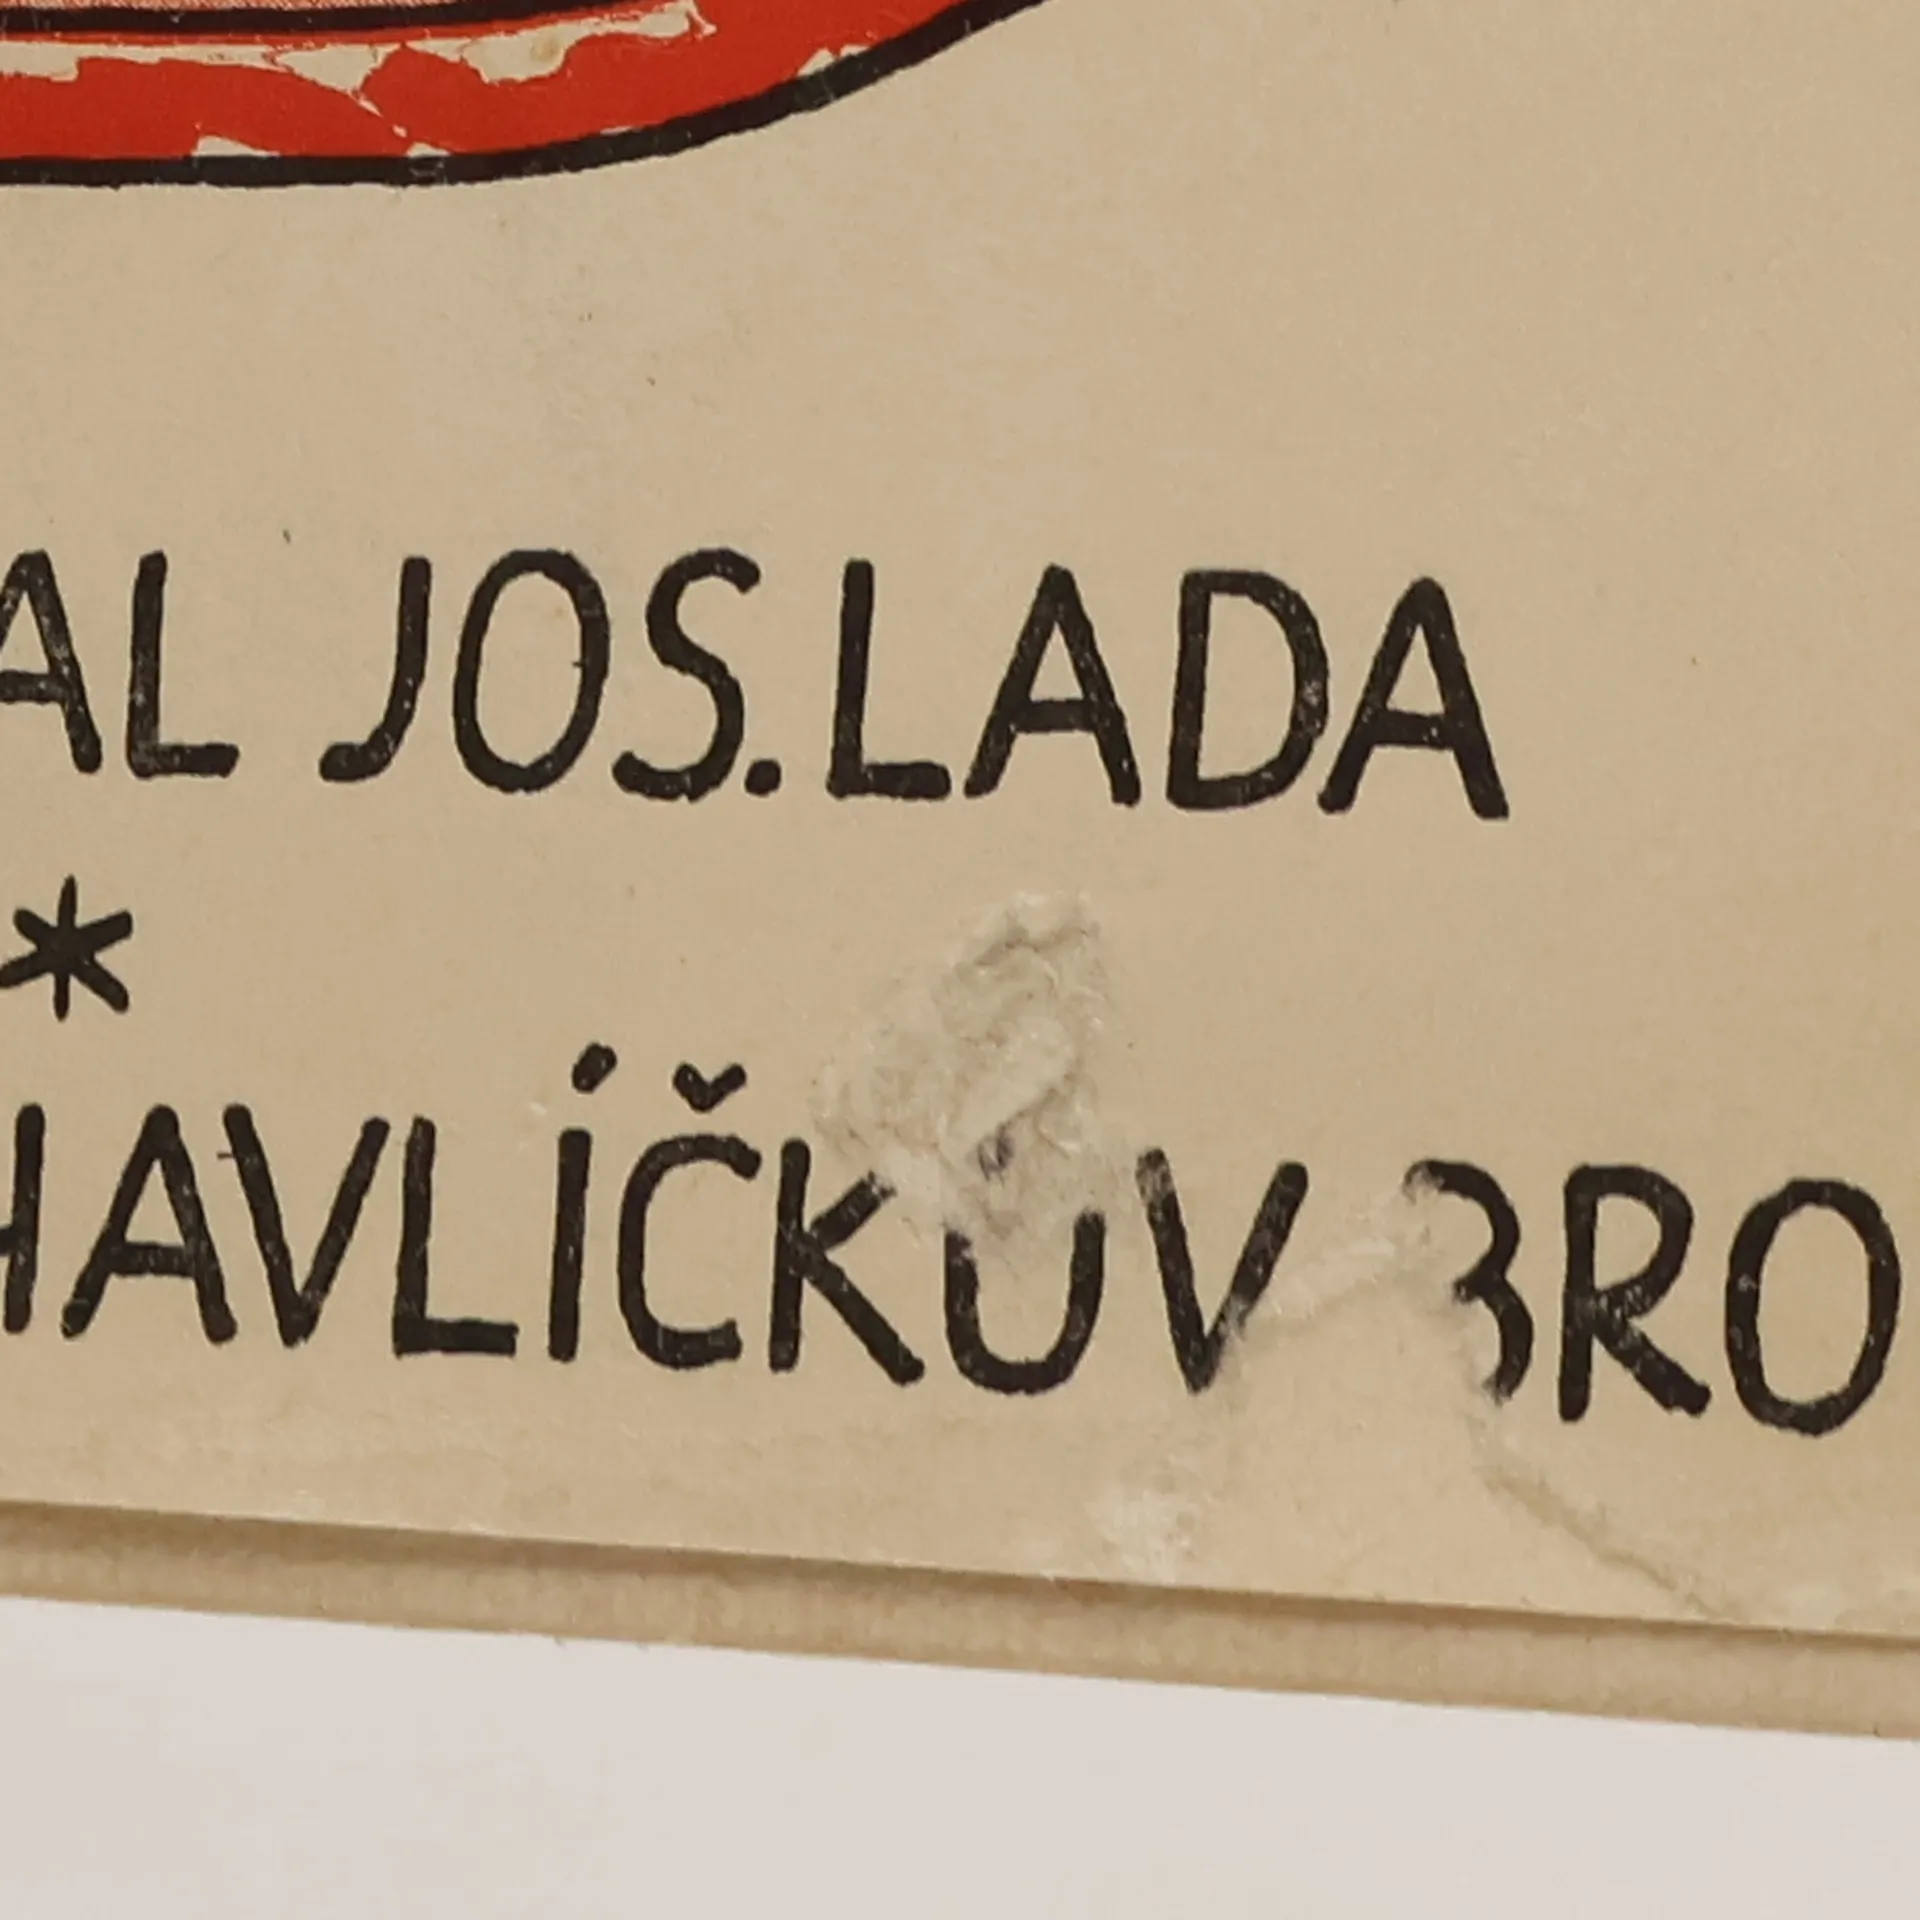 AL JOS. LADA
*
HAVLÍČKŮV BRO